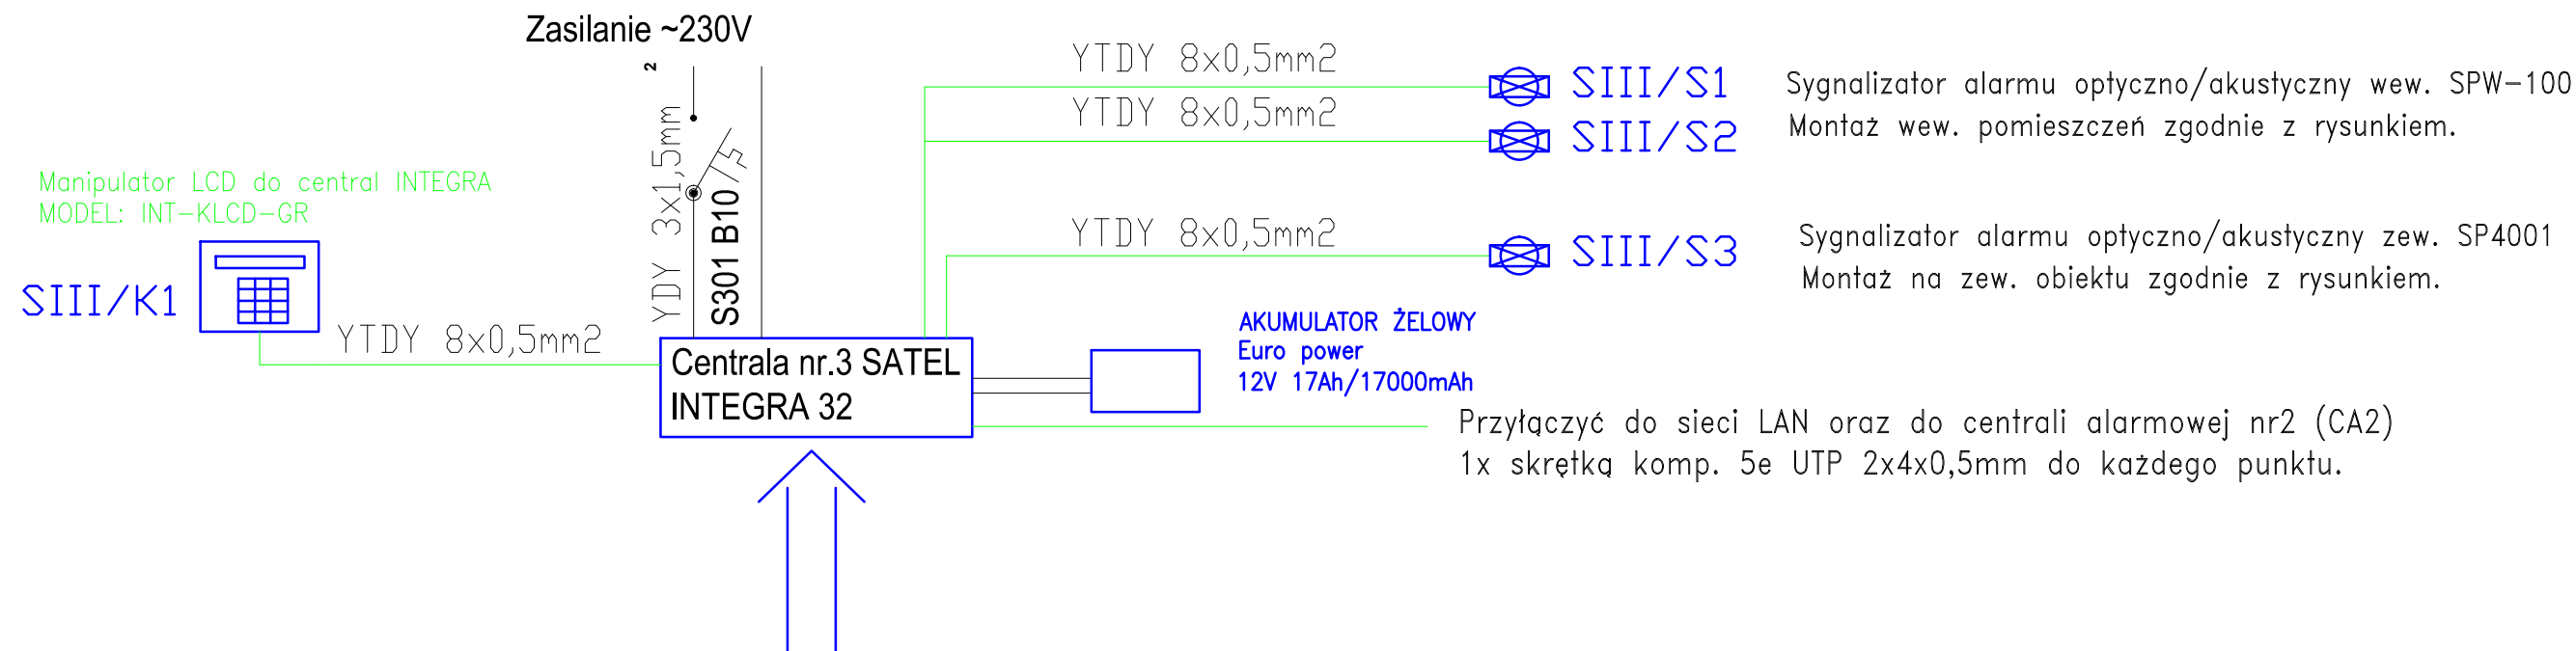 Zasilanie ~230V
YDY 3x1,5mm2
S301 B10
YTDY 8x0,5mm2
SIII/S1
Sygnalizator alarmu optyczno/akustyczny wew. SPW-100
YTDY 8x0,5mm2
SIII/S2
Montaż wew. pomieszczeń zgodnie z rysunkiem.
Manipulator LCD do central INTEGRA
MODEL: INT-KLCD-GR
SIII/K1
YTDY 8x0,5mm2
YTDY 8x0,5mm2
SIII/S3
Sygnalizator alarmu optyczno/akustyczny zew. SP4001
Montaż na zew. obiektu zgodnie z rysunkiem.
Centrala nr.3 SATEL
INTEGRA 32
AKUMULATOR ŻELOWY
Euro power
12V 17Ah/17000mAh
Przyłączyć do sieci LAN oraz do centrali alarmowej nr2 (CA2)
1x skrętką komp. 5e UTP 2x4x0,5mm do każdego punktu.